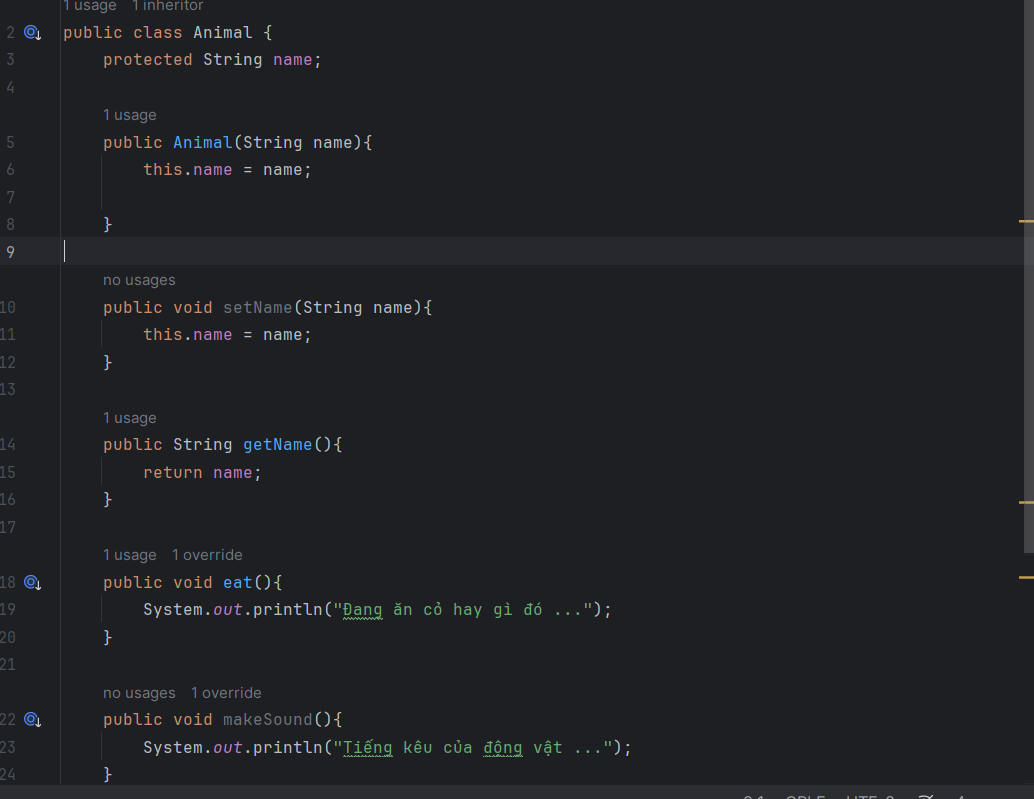 1 usage 1 inheritor
2 public class Animal {
3 protected String name;
4
1 usage
5 public Animal(String name){
6 this.name = name;
7
8 }
9
no usages
10 public void setName(String name){
11 this.name = name;
12 }
13
1 usage
14 public String getName(){
15 return name;
16 }
17
1 usage 1 override
18 public void eat(){
19 System.out.println("Đang ăn cỏ hay gì đó ...");
20 }
21
no usages 1 override
22 public void makeSound(){
23 System.out.println("Tiếng kêu của động vật ...");
24 }